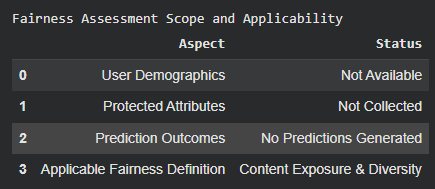 Fairness Assessment Scope and Applicability
Aspect Status
0 User Demographics Not Available
1 Protected Attributes Not Collected
2 Prediction Outcomes No Predictions Generated
3 Applicable Fairness Definition Content Exposure & Diversity